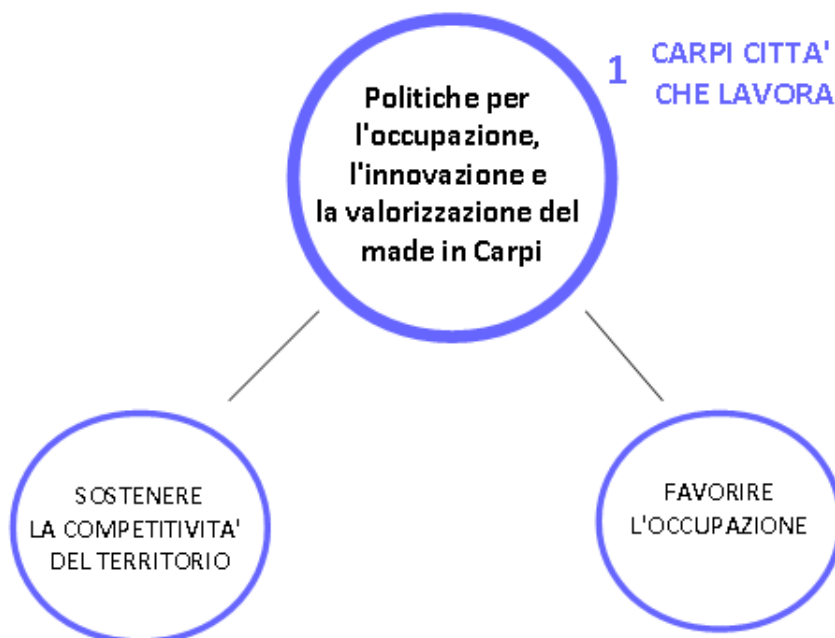 1 CARPI CITTA'
CHE LAVORA
Politiche per
l'occupazione,
l'innovazione e
la valorizzazione del
made in Carpi
SOSTENERE
LA COMPETITIVITA'
DEL TERRITORIO
FAVORIRE
L'OCCUPAZIONE